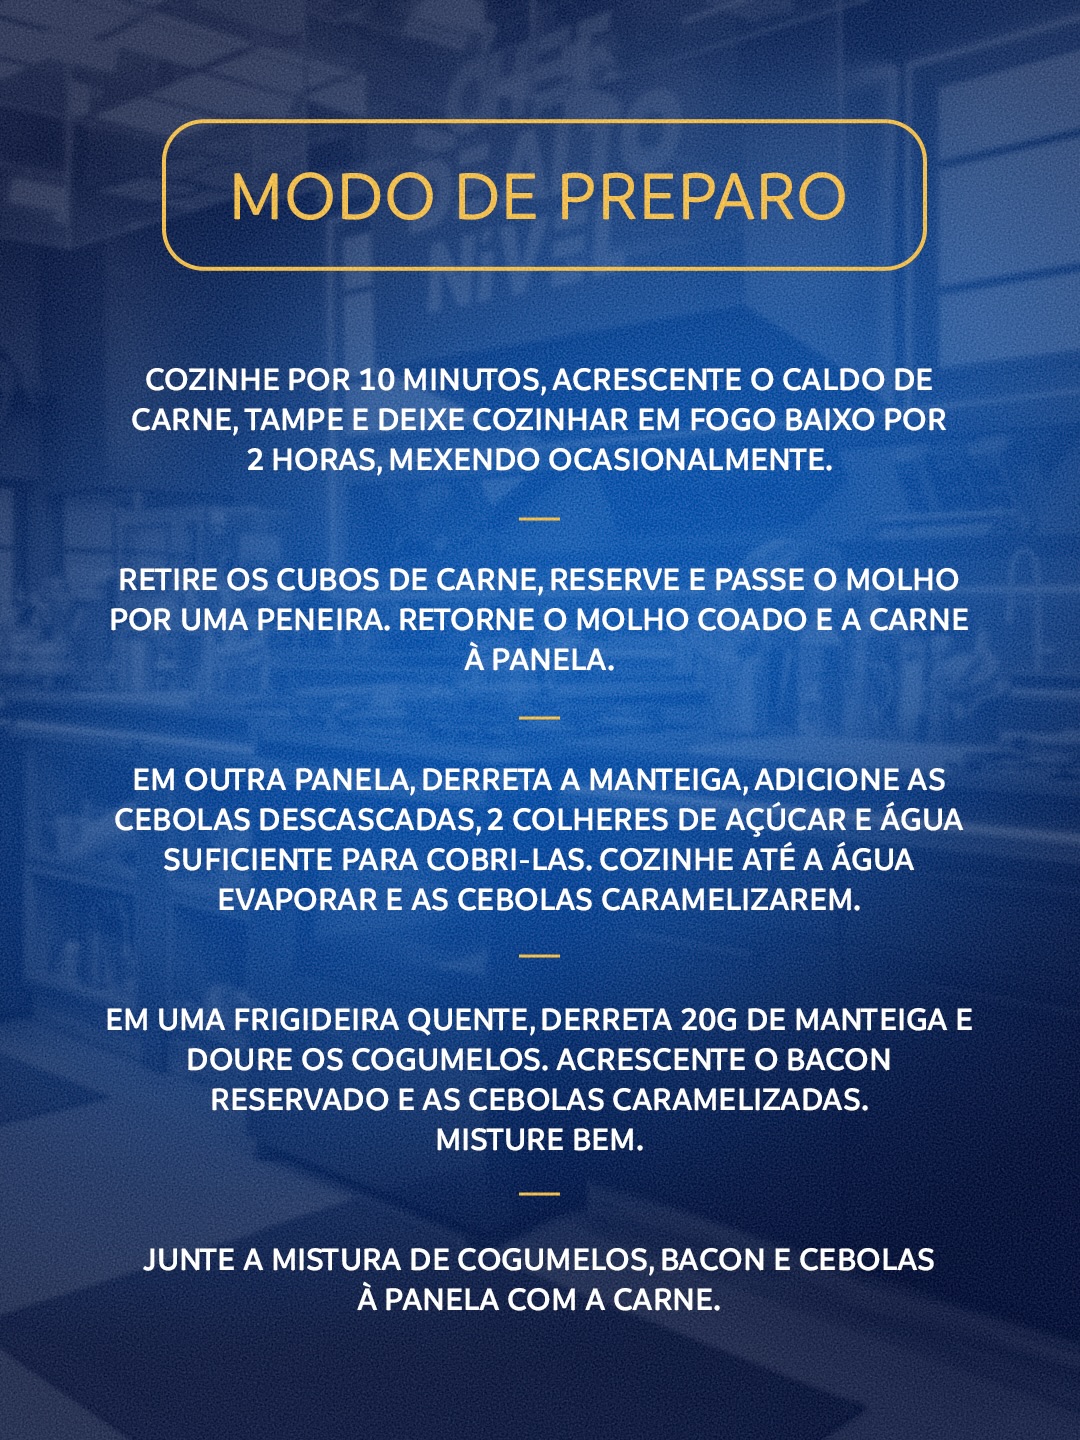 CHEF
DE ALTO
NÍVEL
MODO DE PREPARO
COZINHE POR 10 MINUTOS, ACRESCENTE O CALDO DE
CARNE, TAMPE E DEIXE COZINHAR EM FOGO BAIXO POR
2 HORAS, MEXENDO OCASIONALMENTE.
RETIRE OS CUBOS DE CARNE, RESERVE E PASSE O MOLHO
POR UMA PENEIRA. RETORNE O MOLHO COADO E A CARNE
À PANELA.
EM OUTRA PANELA, DERRETA A MANTEIGA, ADICIONE AS
CEBOLAS DESCASCADAS, 2 COLHERES DE AÇÚCAR E ÁGUA
SUFICIENTE PARA COBRI-LAS. COZINHE ATÉ A ÁGUA
EVAPORAR E AS CEBOLAS CARAMELIZAREM.
EM UMA FRIGIDEIRA QUENTE, DERRETA 20G DE MANTEIGA E
DOURE OS COGUMELOS. ACRESCENTE O BACON
RESERVADO E AS CEBOLAS CARAMELIZADAS.
MISTURE BEM.
JUNTE A MISTURA DE COGUMELOS, BACON E CEBOLAS
À PANELA COM A CARNE.